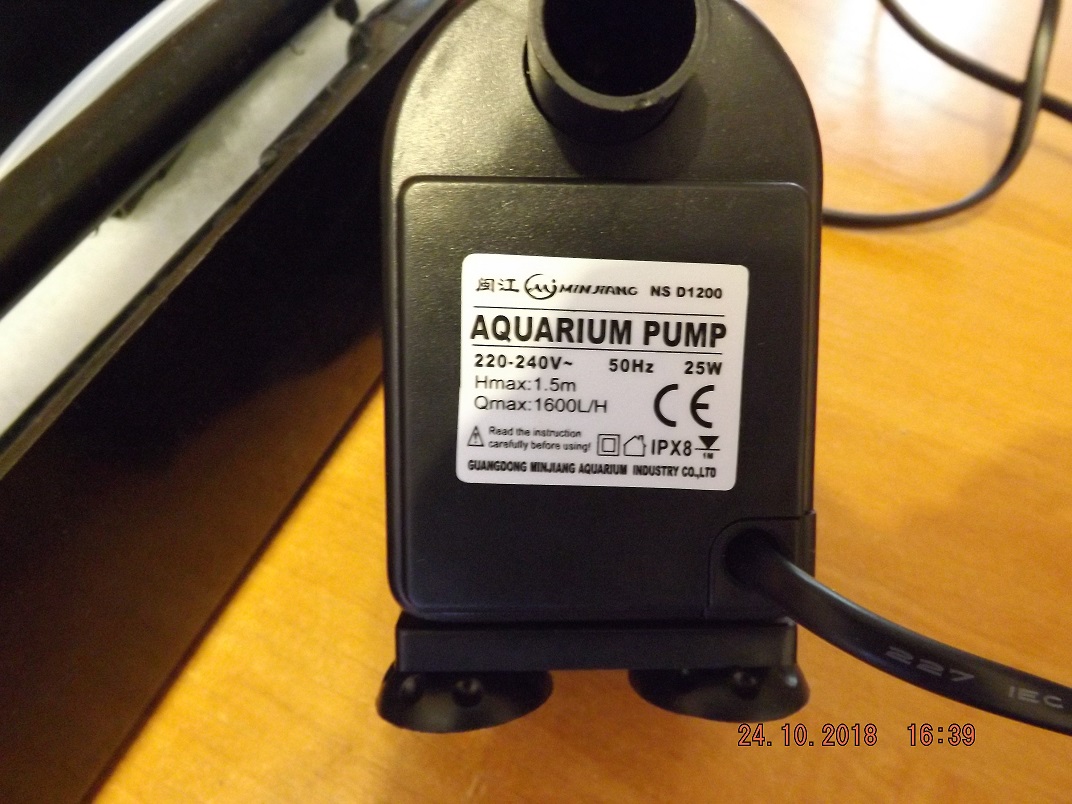 闽江 MINJIANG NS D1200
AQUARIUM PUMP
220-240V~ 50Hz 25W
Hmax:1.5m
Qmax:1600L/H
CE
Read the instruction
carefully before using!
IPX8
1M
GUANGDONG MINJIANG AQUARIUM INDUSTRY CO.,LTD
227 IEC
24.10.2018 16:39